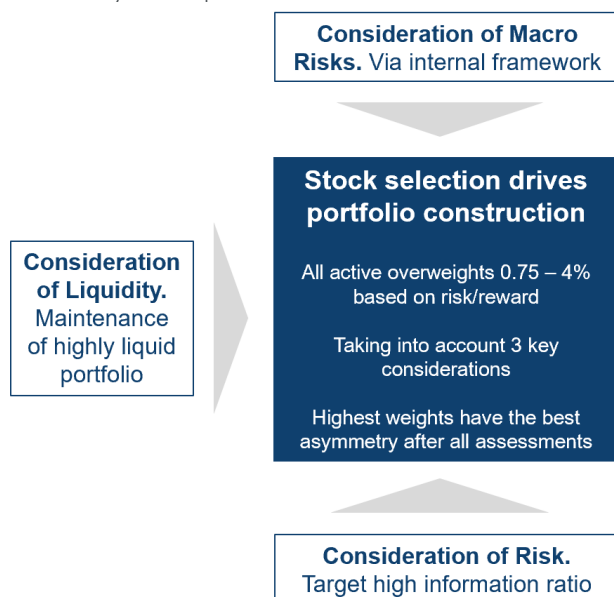 Consideration of Macro
Risks. Via internal framework
Stock selection drives
portfolio construction
All active overweights 0.75 – 4%
based on risk/reward
Taking into account 3 key
considerations
Highest weights have the best
asymmetry after all assessments
Consideration
of Liquidity.
Maintenance
of highly liquid
portfolio
Consideration of Risk.
Target high information ratio